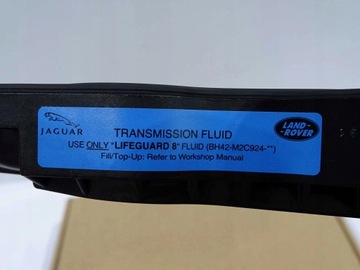 JAGUAR
TRANSMISSION FLUID
USE ONLY "LIFEGUARD 8" FLUID (BH42-M2C924-**)
Fill/Top-Up: Refer to Workshop Manual
LAND-
ROVER